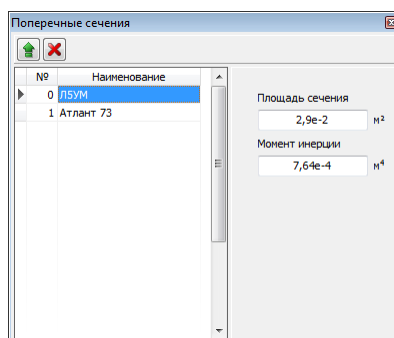 Поперечные сечения
№ Наименование
0 Л5УМ
1 Атлант 73
Площадь сечения
2,9e-2 м²
Момент инерции
7,64e-4 м⁴